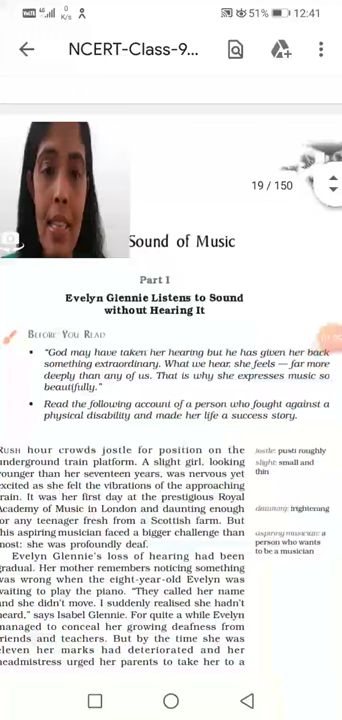 VoLTE 4G 0 K/s 51% 12:41
NCERT-Class-9...
19 / 150
Sound of Music
Part I
Evelyn Glennie Listens to Sound
without Hearing It
BEFORE YOU READ
• "God may have taken her hearing but he has given her back
something extraordinary. What we hear, she feels — far more
deeply than any of us. That is why she expresses music so
beautifully."
• Read the following account of a person who fought against a
physical disability and made her life a success story.
RUSH hour crowds jostle for position on the
underground train platform. A slight girl, looking
younger than her seventeen years, was nervous yet
excited as she felt the vibrations of the approaching
train. It was her first day at the prestigious Royal
Academy of Music in London and daunting enough
for any teenager fresh from a Scottish farm. But
this aspiring musician faced a bigger challenge than
most: she was profoundly deaf.
Evelyn Glennie's loss of hearing had been
gradual. Her mother remembers noticing something
was wrong when the eight-year-old Evelyn was
waiting to play the piano. "They called her name
and she didn't move. I suddenly realised she hadn't
heard," says Isabel Glennie. For quite a while Evelyn
managed to conceal her growing deafness from
friends and teachers. But by the time she was
eleven her marks had deteriorated and her
headmistress urged her parents to take her to a
jostle: push roughly
slight: small and
thin
daunting: frightening
aspiring musician: a
person who wants
to be a musician